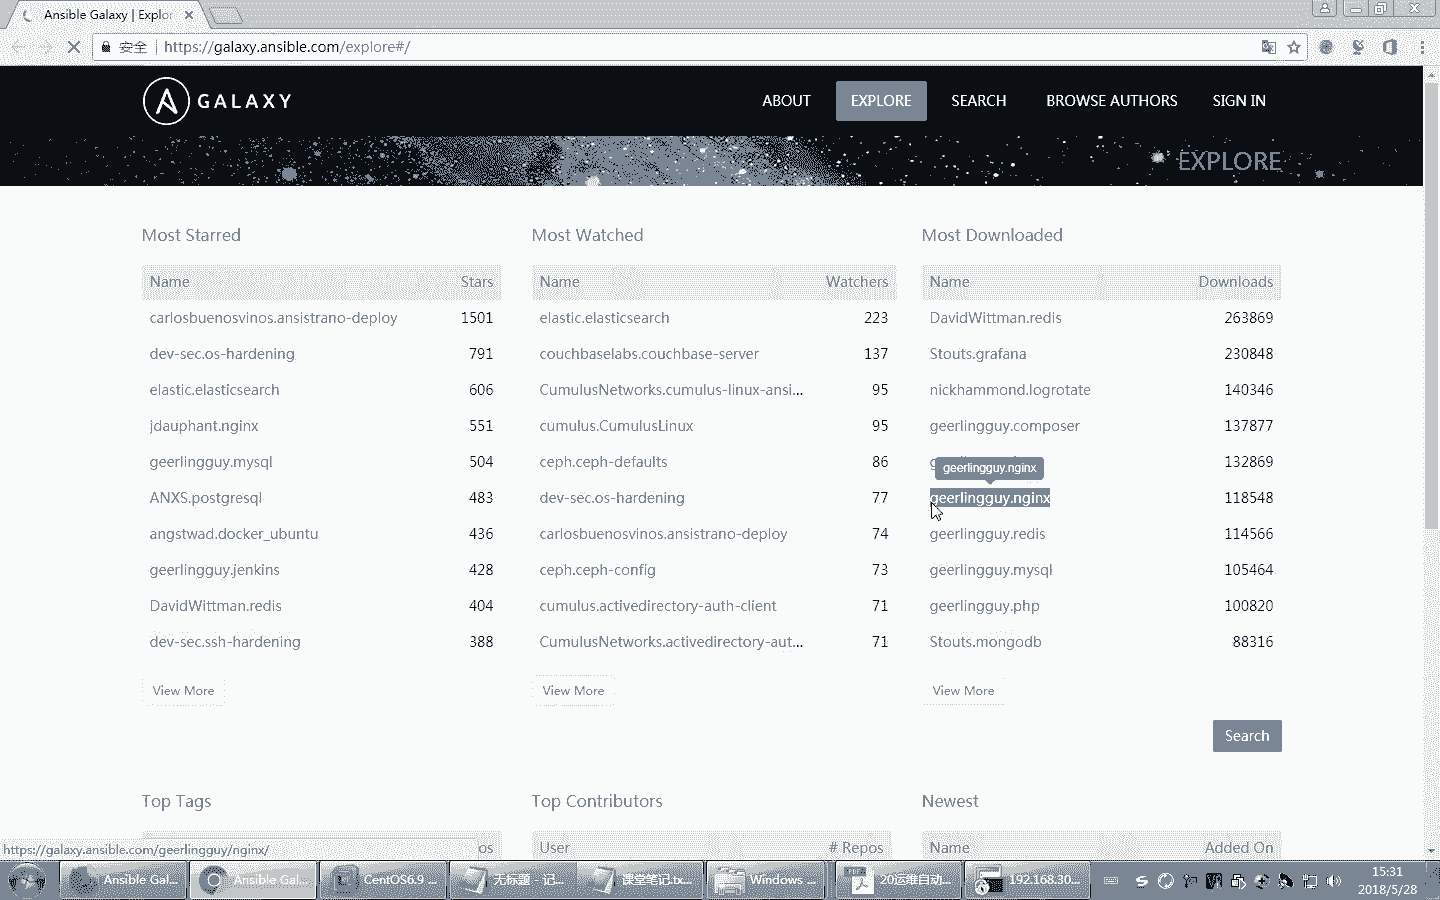 Ansible Galaxy | Explor
安全 https://galaxy.ansible.com/explore#/
GALAXY
ABOUT EXPLORE SEARCH BROWSE AUTHORS SIGN IN
EXPLORE
Most Starred
Name Stars
carlosbuenosvinos.ansistrano-deploy 1501
dev-sec.os-hardening 791
elastic.elasticsearch 606
jdauphant.nginx 551
geerlingguy.mysql 504
ANXS.postgresql 483
angstwad.docker_ubuntu 436
geerlingguy.jenkins 428
DavidWittman.redis 404
dev-sec.ssh-hardening 388
View More
Most Watched
Name Watchers
elastic.elasticsearch 223
couchbaselabs.couchbase-server 137
CumulusNetworks.cumulus-linux-ansi... 95
cumulus.CumulusLinux 95
ceph.ceph-defaults 86
dev-sec.os-hardening 77
carlosbuenosvinos.ansistrano-deploy 74
ceph.ceph-config 73
cumulus.activedirectory-auth-client 71
CumulusNetworks.activedirectory-aut... 71
View More
Most Downloaded
Name Downloads
DavidWittman.redis 263869
Stouts.grafana 230848
nickhammond.logrotate 140346
geerlingguy.composer 137877
132869
geerlingguy.nginx
geerlingguy.nginx 118548
geerlingguy.redis 114566
geerlingguy.mysql 105464
geerlingguy.php 100820
Stouts.mongodb 88316
View More
Search
Top Tags
os
Top Contributors
User # Repos
Newest
Name Added On
https://galaxy.ansible.com/geerlingguy/nginx/
Ansible Gal... Ansible Gal... CentOS6.9 ... 无标题 - 记... 课堂笔记.tx... Windows ... 20运维自动... 192.168.30...
15:31
2018/5/28